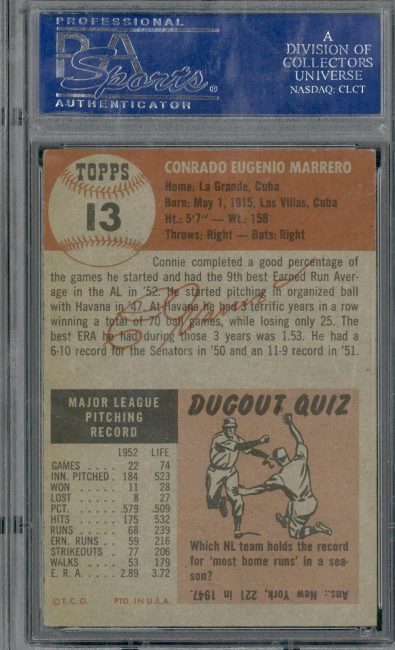 PROFESSIONAL
PSA
Sports®
AUTHENTICATOR
A
DIVISION OF
COLLECTORS
UNIVERSE
NASDAQ: CLCT
TOPPS
13
CONRADO EUGENIO MARRERO
Home: La Grande, Cuba
Born: May 1, 1915, Las Villas, Cuba
Ht.: 5'7" — Wt.: 158
Throws: Right — Bats: Right
Connie completed a good percentage of
the games he started and had the 9th best Earned Run Aver-
age in the AL in '52. He started pitching in organized ball
with Havana in '47. At Havana he had 3 terrific years in a row
winning a total of 70 ball games, while losing only 25. The
best ERA he had during those 3 years was 1.53. He had a
6-10 record for the Senators in '50 and an 11-9 record in '51.
MAJOR LEAGUE
PITCHING
RECORD
1952 LIFE
GAMES . . . . . 22 74
INN. PITCHED . 184 523
WON . . . . . . 11 28
LOST . . . . . . 8 27
PCT. . . . . . .579 .509
HITS . . . . . 175 532
RUNS . . . . . 68 239
ERN. RUNS . . 59 216
STRIKEOUTS . . 77 206
WALKS . . . . . 53 179
E. R. A. . . . . 2.89 3.72
© T. C. G. PTD. IN U.S.A.
DUGOUT QUIZ
Which NL team holds the record
for 'most home runs' in a sea-
son?
Ans.: New York, 221 in 1947.